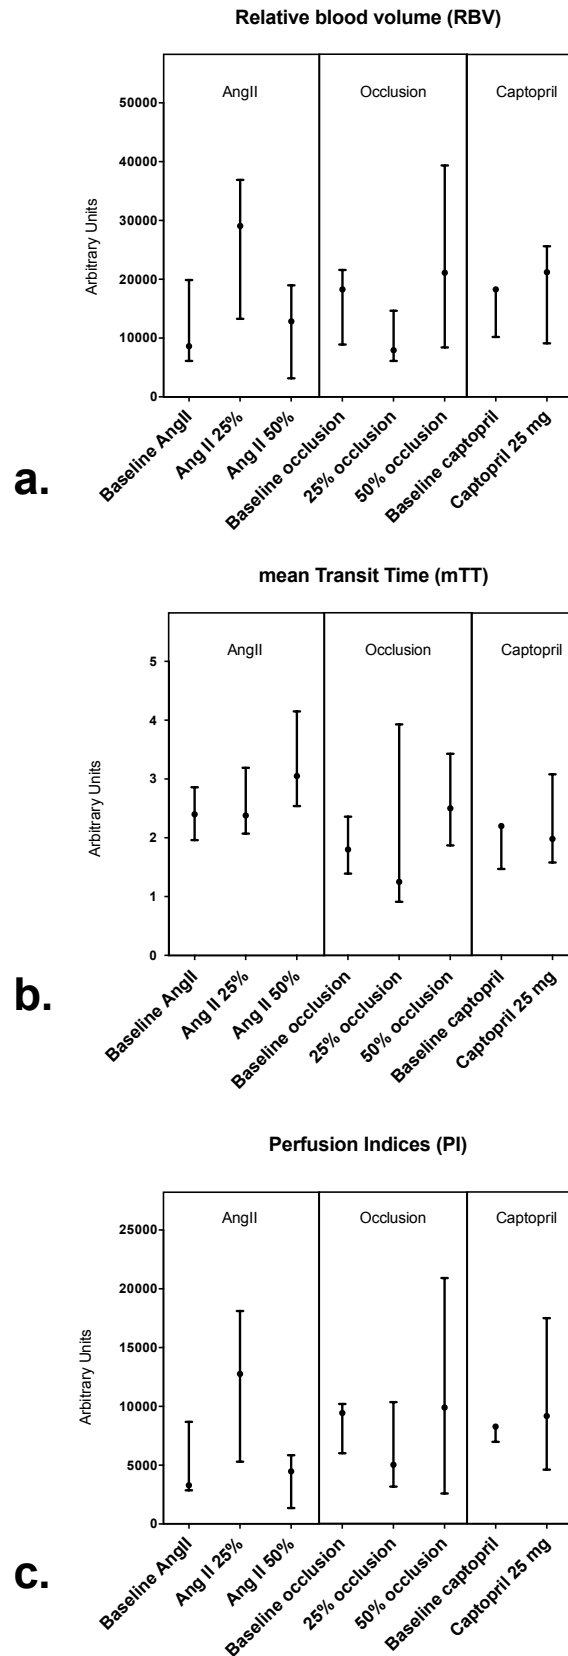 Relative blood volume (RBV)
AngII Occlusion Captopril
50000
40000
30000
20000
10000
0
Arbitrary Units
Baseline AngII
Ang II 25%
Ang II 50%
Baseline occlusion
25% occlusion
50% occlusion
Baseline captopril
Captopril 25 mg
a.
mean Transit Time (mTT)
AngII Occlusion Captopril
5
4
3
2
1
0
Arbitrary Units
Baseline AngII
Ang II 25%
Ang II 50%
Baseline occlusion
25% occlusion
50% occlusion
Baseline captopril
Captopril 25 mg
b.
Perfusion Indices (PI)
AngII Occlusion Captopril
25000
20000
15000
10000
5000
0
Arbitrary Units
Baseline AngII
Ang II 25%
Ang II 50%
Baseline occlusion
25% occlusion
50% occlusion
Baseline captopril
Captopril 25 mg
c.